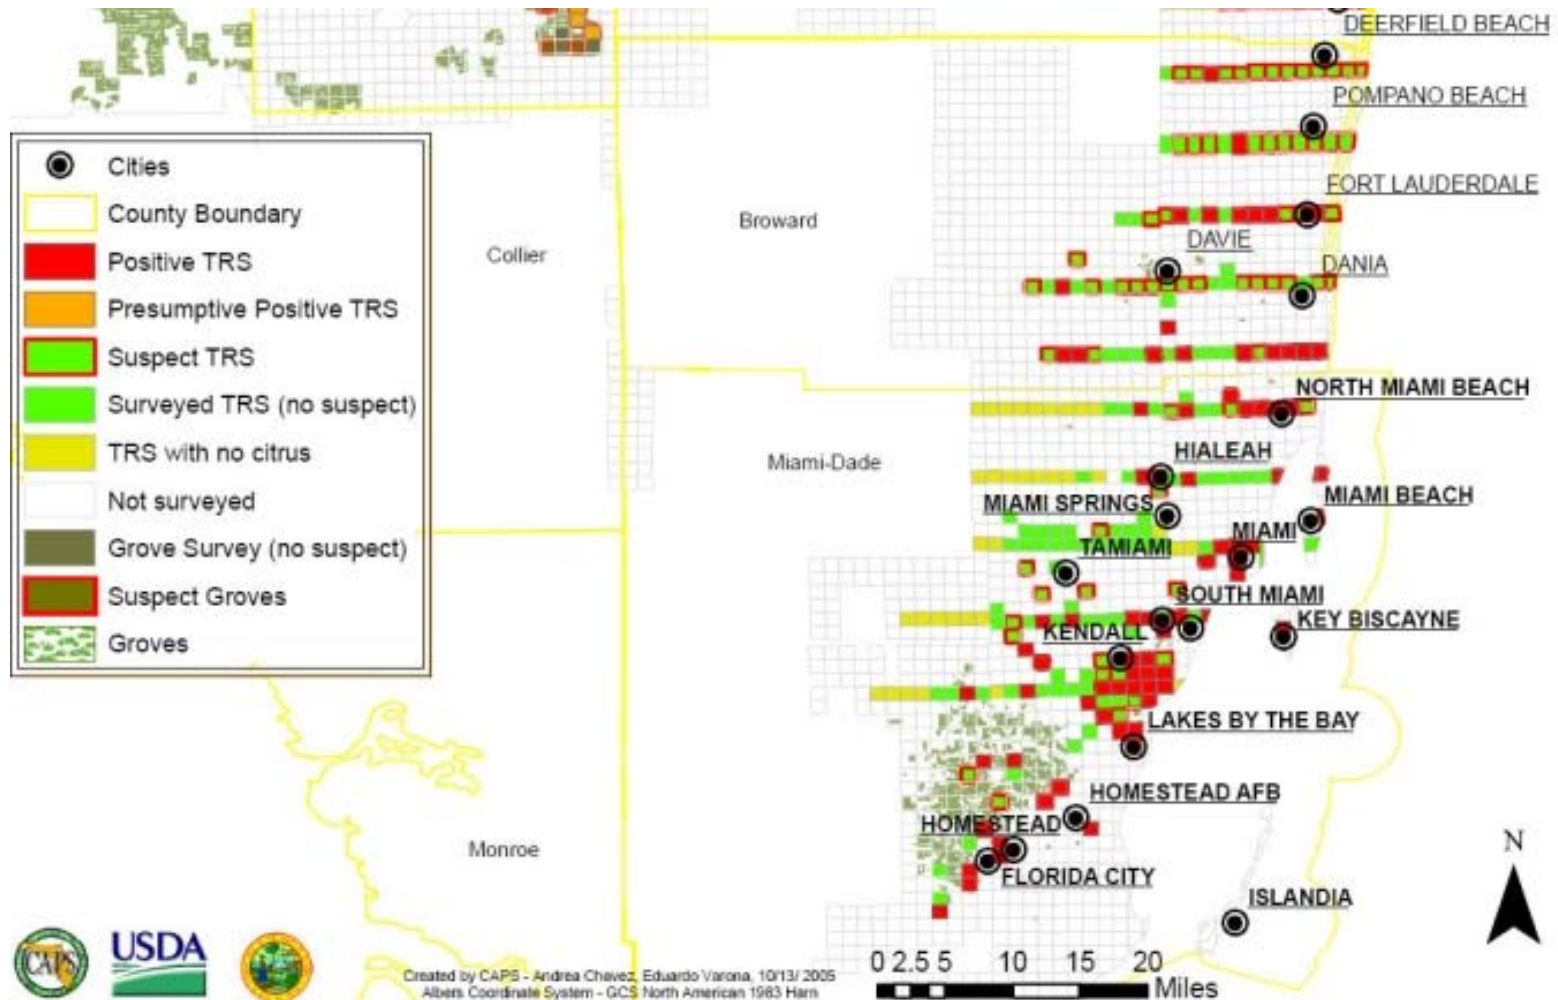 DEERFIELD BEACH
POMPANO BEACH
FORT LAUDERDALE
DAVIE
DANIA
Broward
Collier
Cities
County Boundary
Positive TRS
Presumptive Positive TRS
Suspect TRS
Surveyed TRS (no suspect)
TRS with no citrus
Not surveyed
Grove Survey (no suspect)
Suspect Groves
Groves
NORTH MIAMI BEACH
Miami-Dade
HIALEAH
MIAMI SPRINGS
MIAMI BEACH
MIAMI
TAMIAMI
SOUTH MIAMI
KEY BISCAYNE
KENDALL
LAKES BY THE BAY
HOMESTEAD AFB
HOMESTEAD
Monroe
FLORIDA CITY
ISLANDIA
N
CAPS
USDA
Created by CAPS - Andrea Chavez, Eduardo Varona, 10/13/ 2005
Albers Coordinate System - GCS North American 1983 Harn
0 2.5 5 10 15 20
Miles